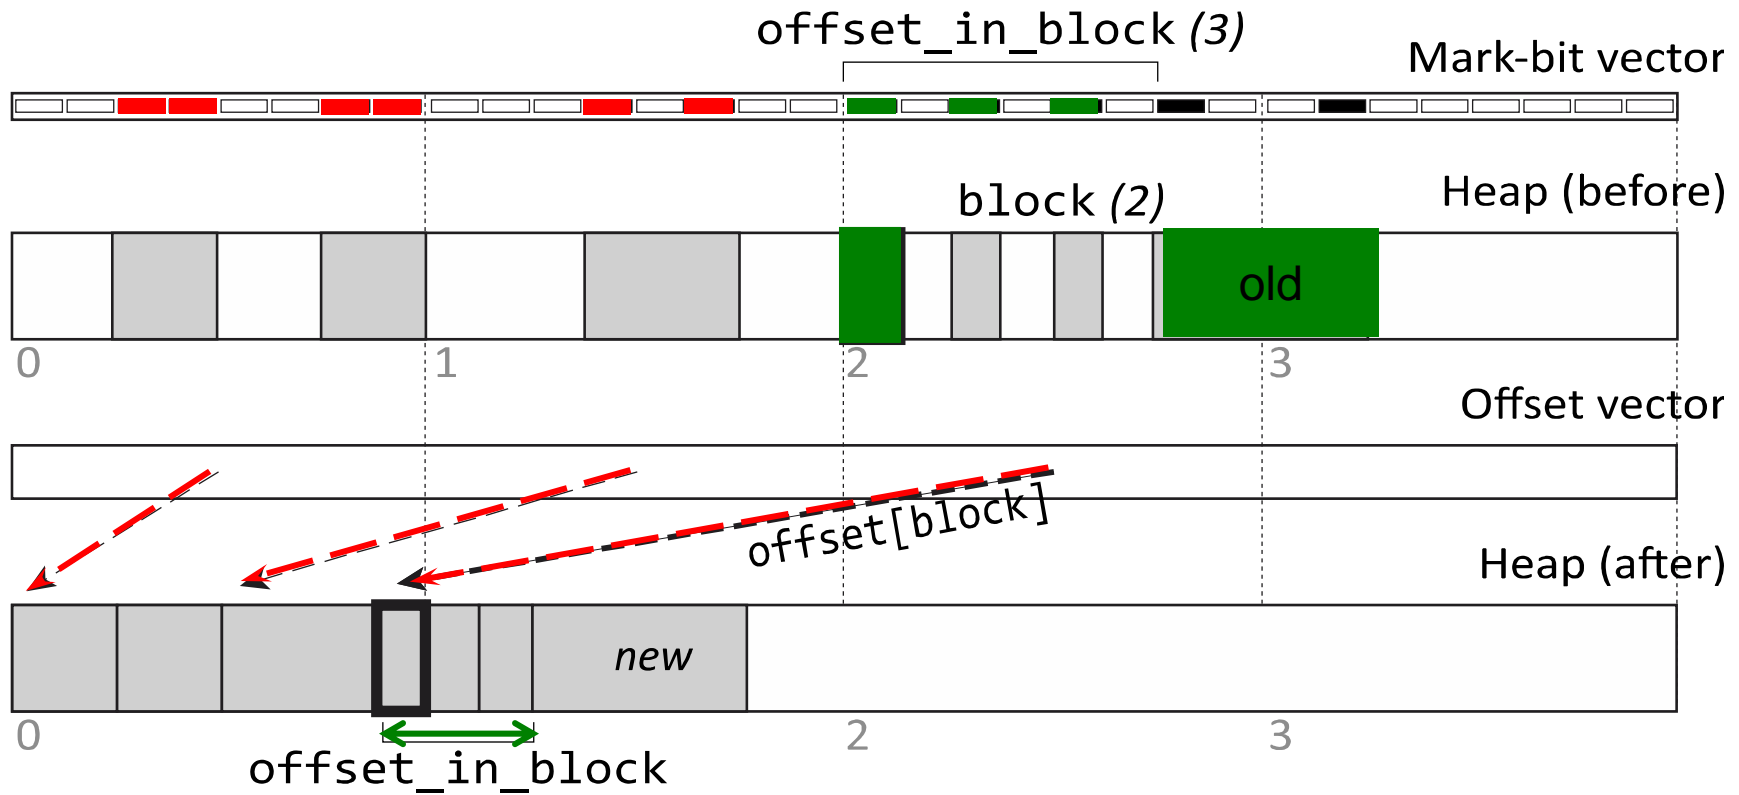 offset_in_block (3)
Mark-bit vector
Heap (before)
block (2)
old
0 1 2 3
Offset vector
offset[block]
Heap (after)
new
0 2 3
offset_in_block